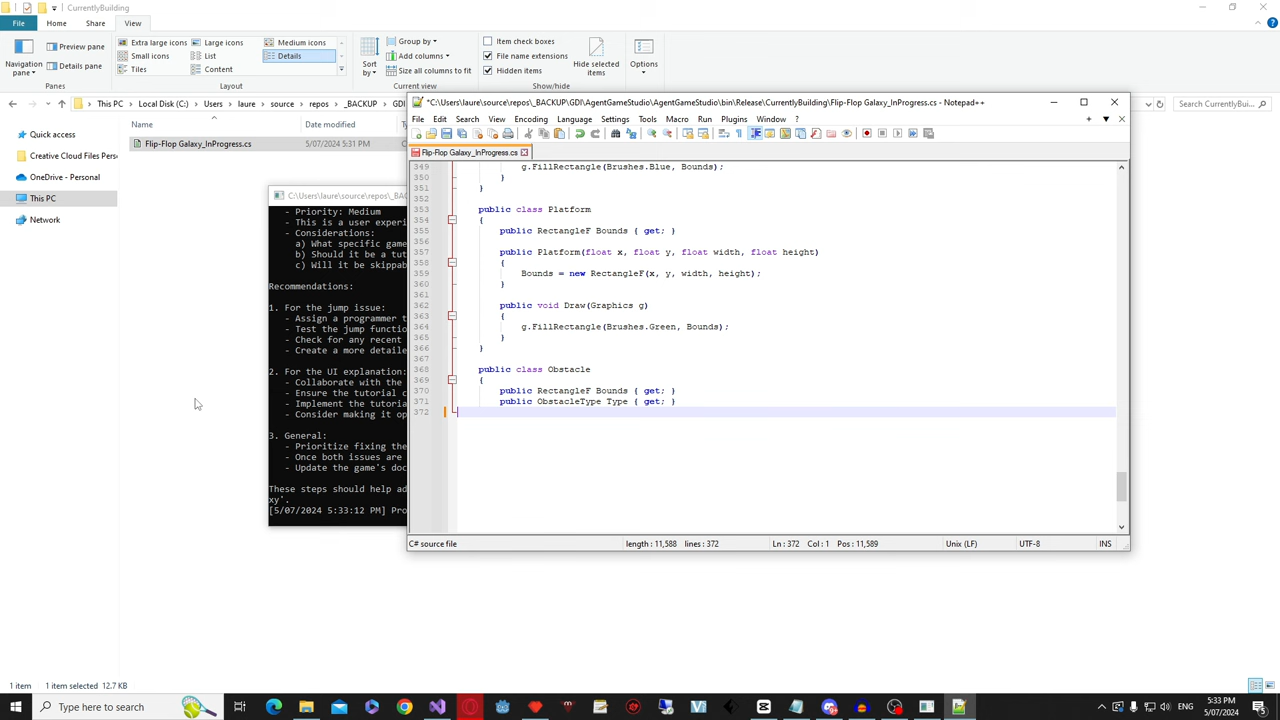 CurrentlyBuilding
File Home Share View
Navigation pane
Preview pane
Details pane
Panes
Extra large icons Large icons Medium icons
Small icons List Details
Tiles Content
Layout
Sort by
Group by
Add columns
Size all columns to fit
Current view
Item check boxes
File name extensions
Hidden items
Hide selected items
Show/hide
Options
This PC > Local Disk (C:) > Users > laure > source > repos > _BACKUP > GDI
Search CurrentlyBuilding
Name Date modified
Quick access
Creative Cloud Files Pers
OneDrive - Personal
This PC
Network
Flip-Flop Galaxy_InProgress.cs 5/07/2024 5:31 PM
C:\Users\laure\source\repos\_BAC
- Priority: Medium
- This is a user experi
- Considerations:
a) What specific game
b) Should it be a tut
c) Will it be skippab
Recommendations:
1. For the jump issue:
- Assign a programmer t
- Test the jump functio
- Check for any recent
- Create a more detaile
2. For the UI explanation:
- Collaborate with the
- Ensure the tutorial c
- Implement the tutoria
- Consider making it op
3. General:
- Prioritize fixing the
- Once both issues are
- Update the game's doc
These steps should help ad
xy'.
[5/07/2024 5:33:12 PM] Pro
*C:\Users\laure\source\repos\_BACKUP\GDI\AgentGameStudio\AgentGameStudio\bin\Release\CurrentlyBuilding\Flip-Flop Galaxy_InProgress.cs - Notepad++
File Edit Search View Encoding Language Settings Tools Macro Run Plugins Window ?
Flip-Flop Galaxy_InProgress.cs
349 g.FillRectangle(Brushes.Blue, Bounds);
350 }
351 }
352
353 public class Platform
354 {
355 public RectangleF Bounds { get; }
356
357 public Platform(float x, float y, float width, float height)
358 {
359 Bounds = new RectangleF(x, y, width, height);
360 }
361
362 public void Draw(Graphics g)
363 {
364 g.FillRectangle(Brushes.Green, Bounds);
365 }
366 }
367
368 public class Obstacle
369 {
370 public RectangleF Bounds { get; }
371 public ObstacleType Type { get; }
372
C# source file length : 11,588 lines : 372 Ln : 372 Col : 1 Pos : 11,589 Unix (LF) UTF-8 INS
1 item 1 item selected 12.7 KB
Type here to search
ENG
5:33 PM
5/07/2024